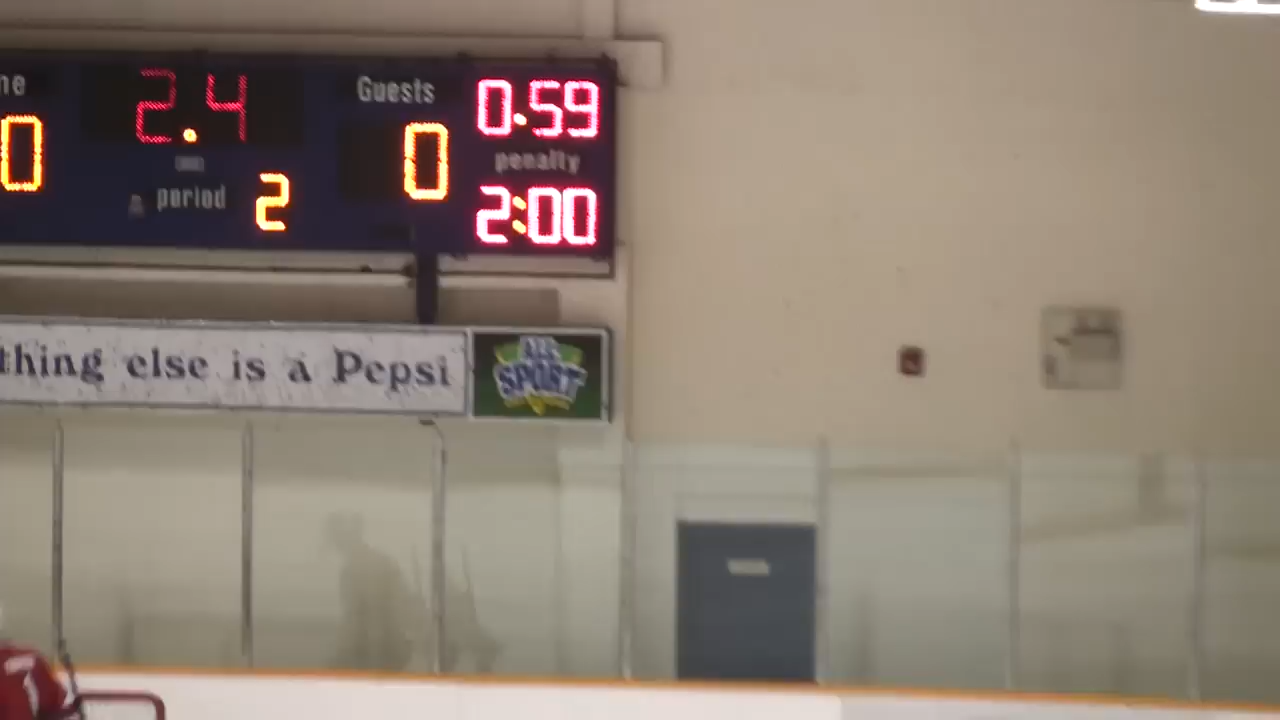 ne 2.4 Guests 0.59
0 0 penalty
period 2 2:00
thing else is a Pepsi ALL SPORT